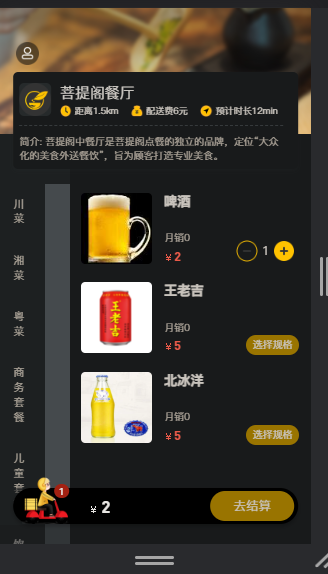 菩提阁餐厅
距离1.5km 配送费6元 预计时长12min
简介: 菩提阁中餐厅是菩提阁点餐的独立的品牌，定位“大众
化的美食外送餐饮”，旨为顾客打造专业美食。
川菜
湘菜
粤菜
商务套餐
儿童套
啤酒
月销0
￥2
1
王老吉
王老吉
月销0
￥5
选择规格
北冰洋
月销0
￥5
选择规格
1
￥2
去结算